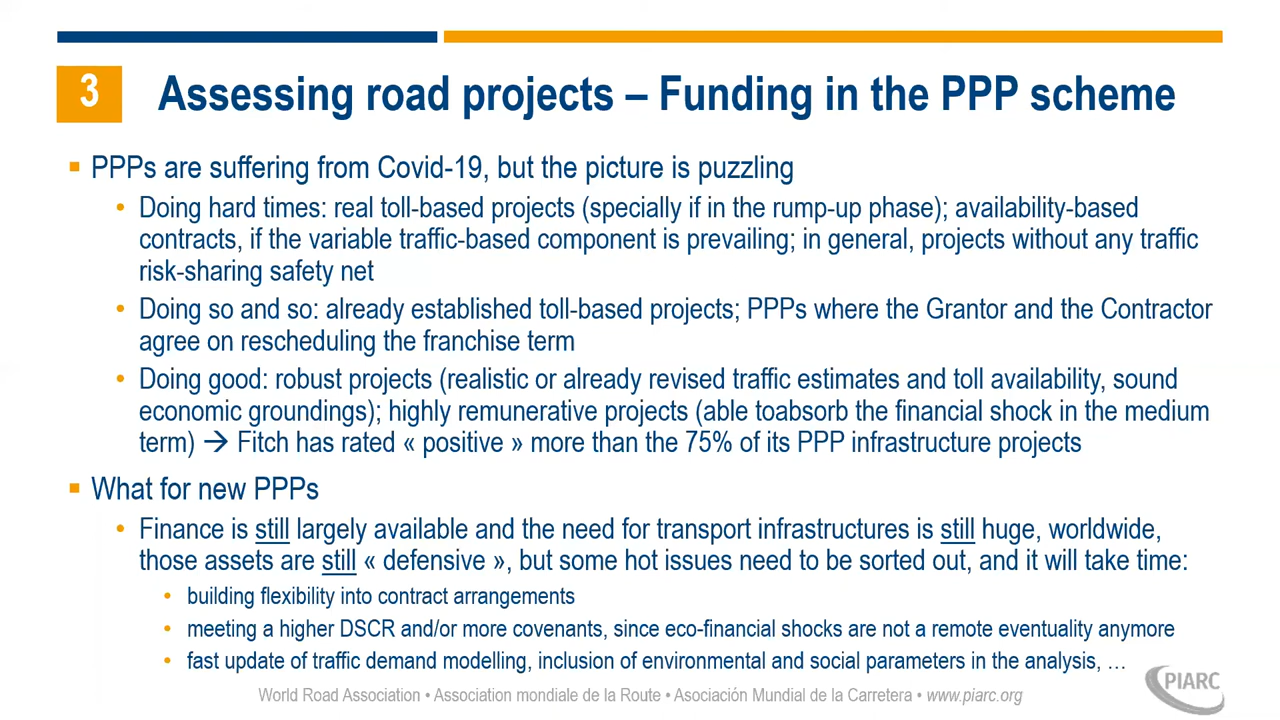 3
Assessing road projects – Funding in the PPP scheme
▪ PPPs are suffering from Covid-19, but the picture is puzzling
• Doing hard times: real toll-based projects (specially if in the rump-up phase); availability-based
contracts, if the variable traffic-based component is prevailing; in general, projects without any traffic
risk-sharing safety net
• Doing so and so: already established toll-based projects; PPPs where the Grantor and the Contractor
agree on rescheduling the franchise term
• Doing good: robust projects (realistic or already revised traffic estimates and toll availability, sound
economic groundings); highly remunerative projects (able toabsorb the financial shock in the medium
term) → Fitch has rated « positive » more than the 75% of its PPP infrastructure projects
▪ What for new PPPs
• Finance is still largely available and the need for transport infrastructures is still huge, worldwide,
those assets are still « defensive », but some hot issues need to be sorted out, and it will take time:
• building flexibility into contract arrangements
• meeting a higher DSCR and/or more covenants, since eco-financial shocks are not a remote eventuality anymore
• fast update of traffic demand modelling, inclusion of environmental and social parameters in the analysis, …
World Road Association • Association mondiale de la Route • Asociación Mundial de la Carretera • www.piarc.org
PIARC